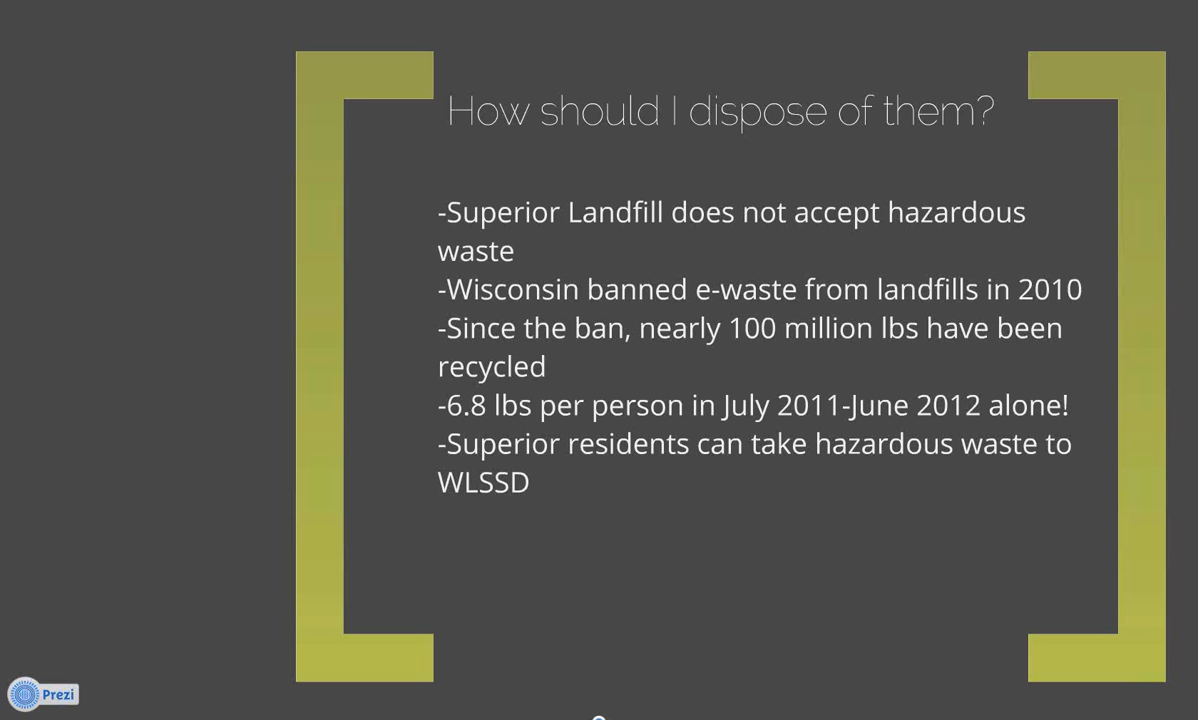 How should I dispose of them?
-Superior Landfill does not accept hazardous
waste
-Wisconsin banned e-waste from landfills in 2010
-Since the ban, nearly 100 million lbs have been
recycled
-6.8 lbs per person in July 2011-June 2012 alone!
-Superior residents can take hazardous waste to
WLSSD
Prezi